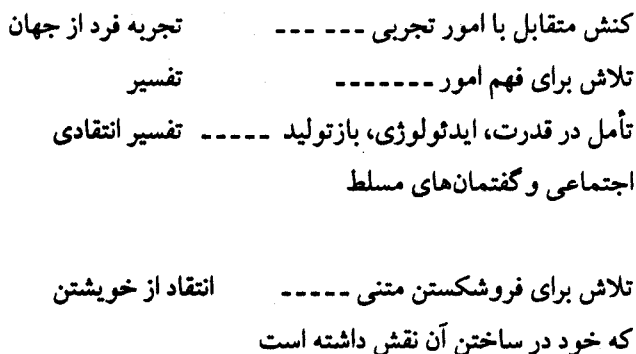 کنش متقابل با امور تجربی --- --- تجربه فرد از جهان
تلاش برای فهم امور ------- تفسیر
تأمل در قدرت، ایدئولوژی، بازتولید ----- تفسیر انتقادی
اجتماعی و گفتمان‌های مسلط
تلاش برای فروشکستن متنی ----- انتقاد از خویشتن
که خود در ساختن آن نقش داشته است